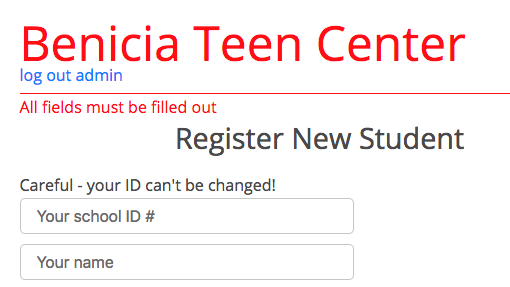 Benicia Teen Center
log out admin
All fields must be filled out
Register New Student
Careful - your ID can't be changed!
Your school ID #
Your name